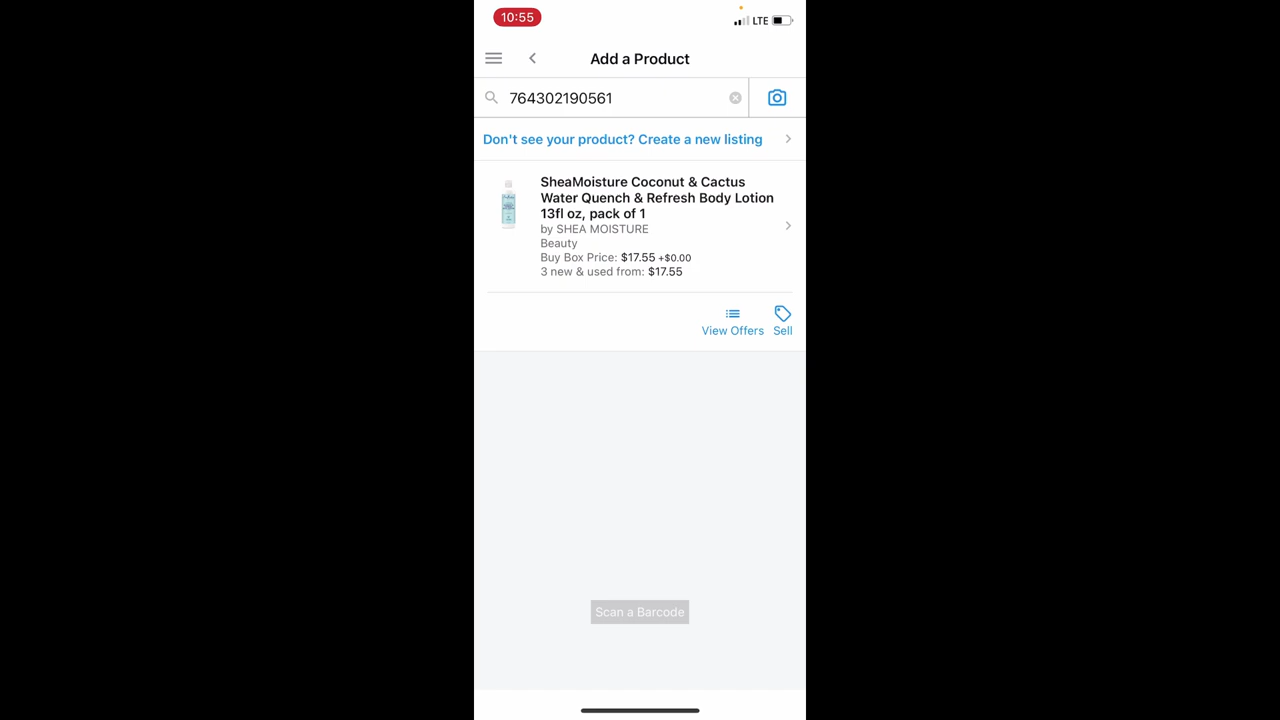 10:55
LTE
Add a Product
764302190561
Don't see your product? Create a new listing
SheaMoisture Coconut & Cactus
Water Quench & Refresh Body Lotion
13fl oz, pack of 1
by SHEA MOISTURE
Beauty
Buy Box Price: $17.55 +$0.00
3 new & used from: $17.55
View Offers
Sell
Scan a Barcode